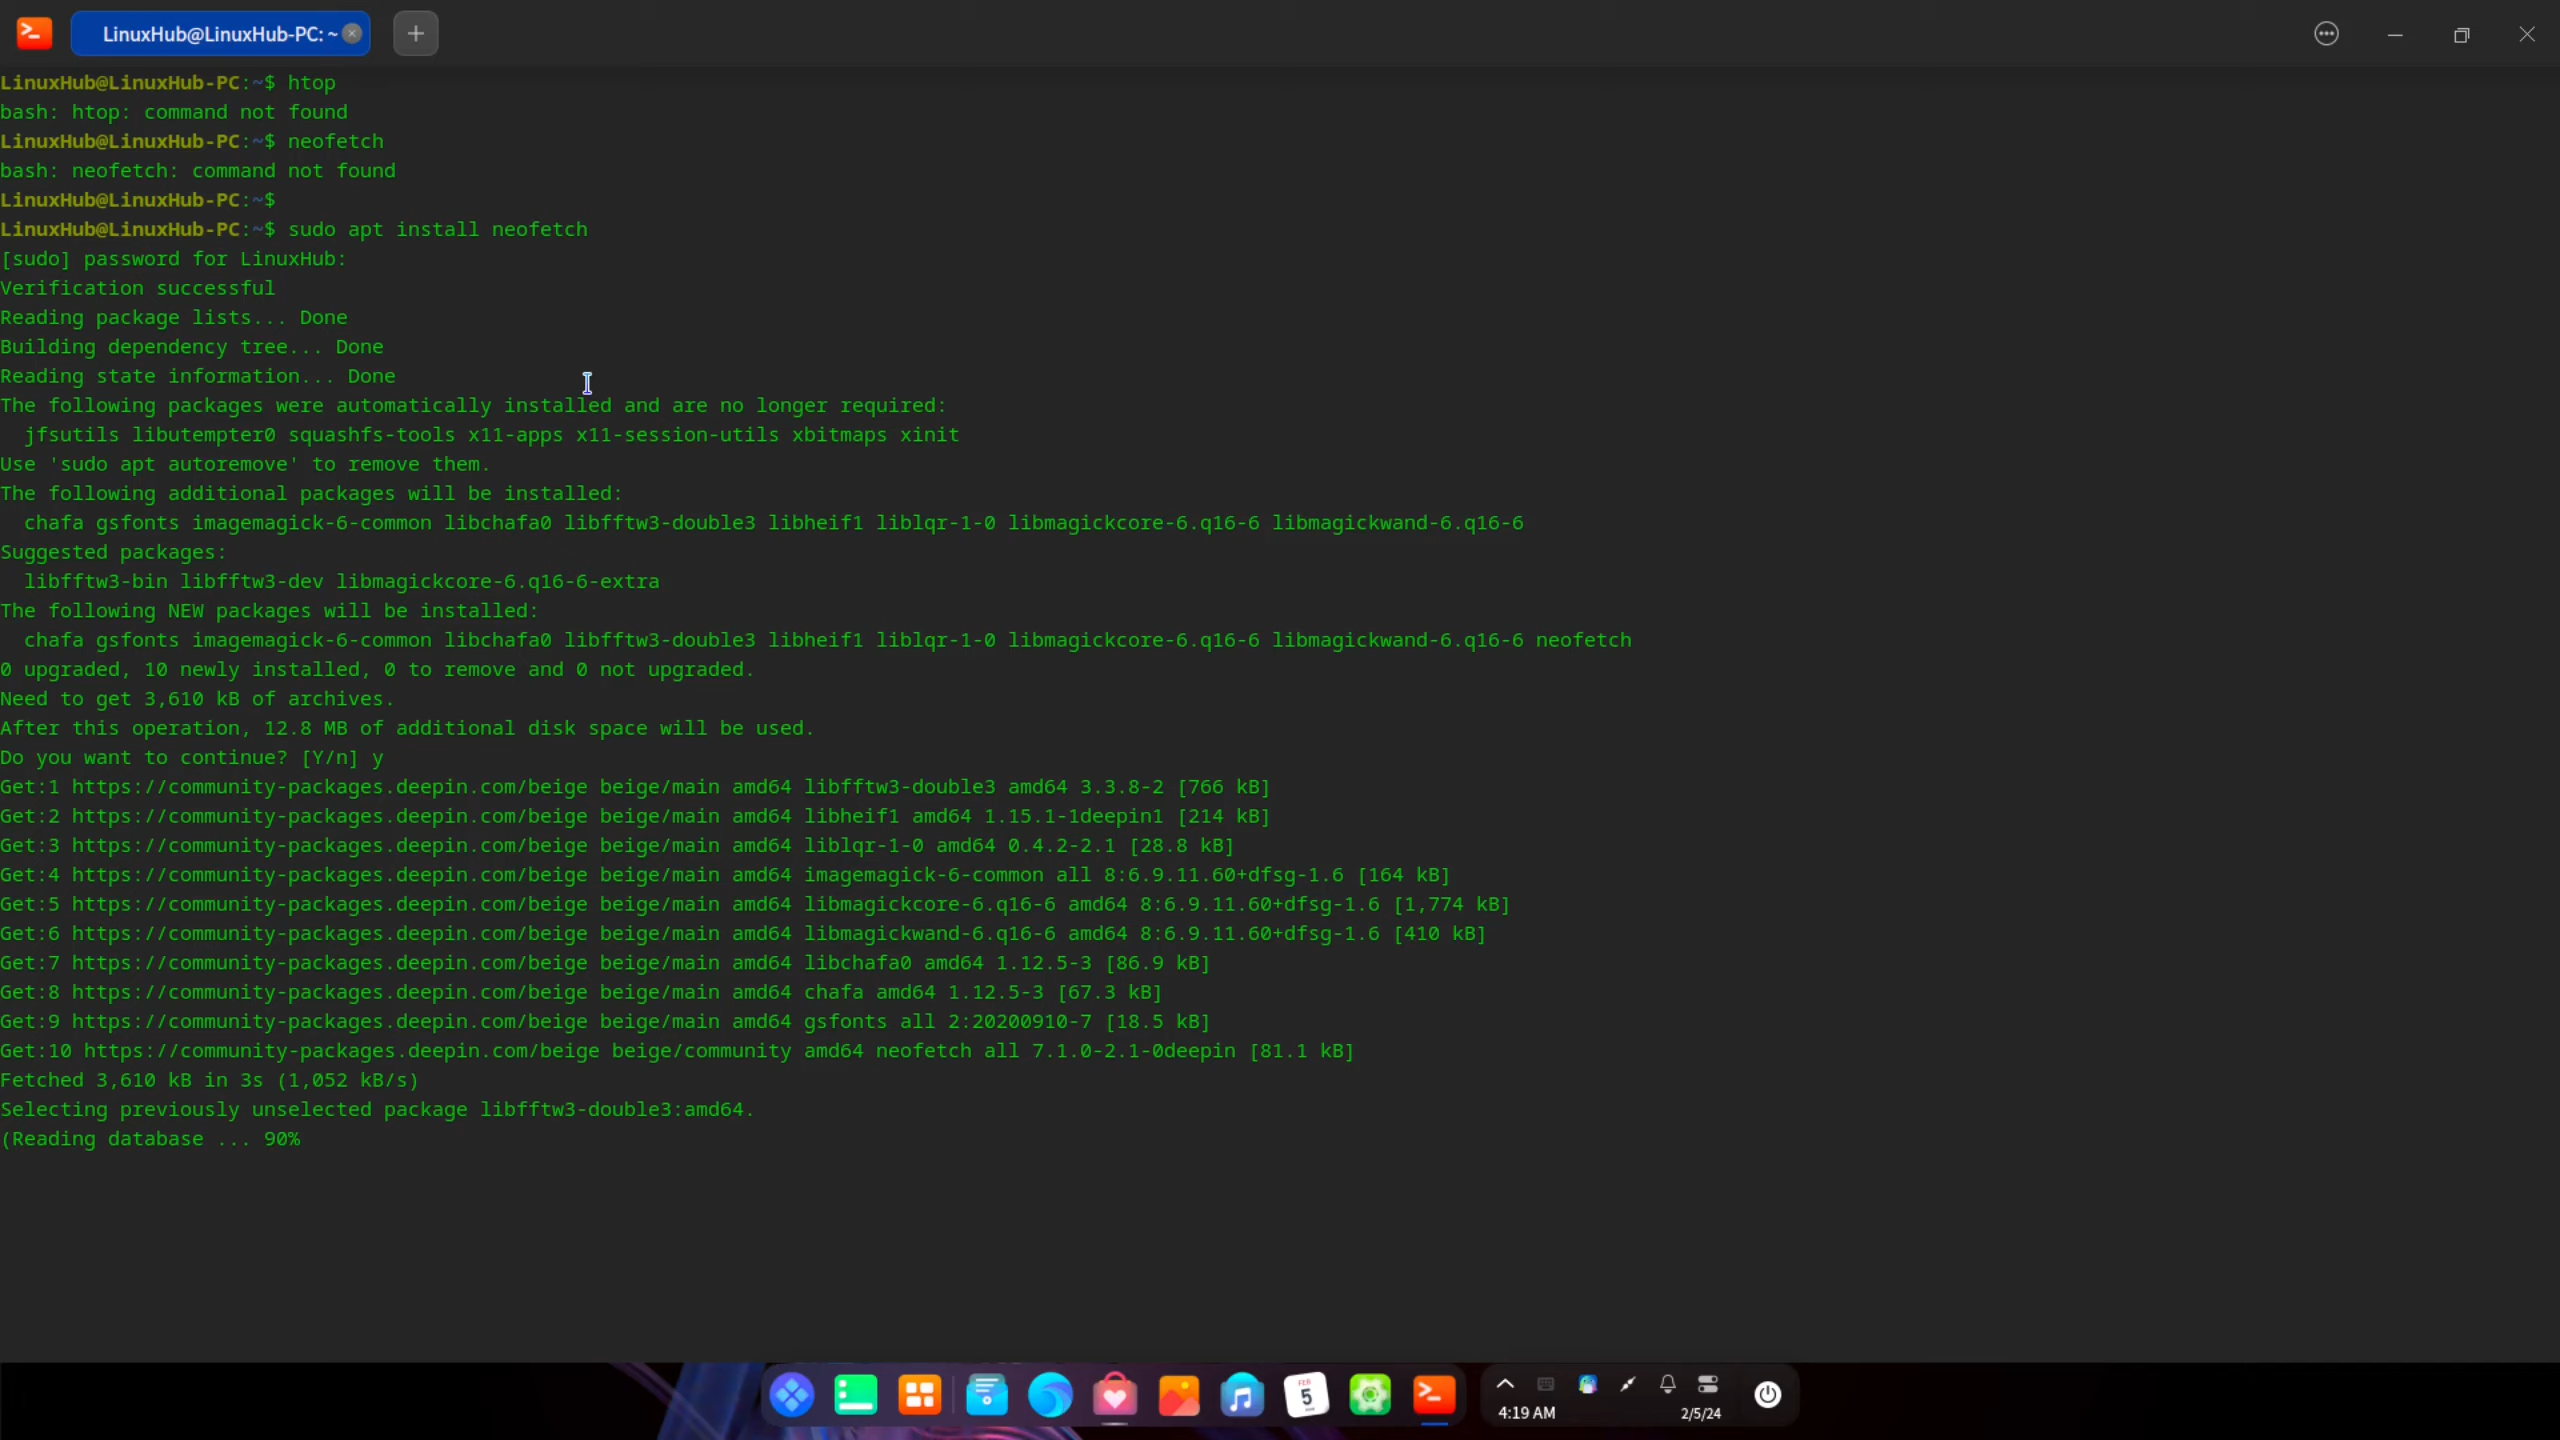 LinuxHub@LinuxHub-PC: ~
LinuxHub@LinuxHub-PC:~$ htop
bash: htop: command not found
LinuxHub@LinuxHub-PC:~$ neofetch
bash: neofetch: command not found
LinuxHub@LinuxHub-PC:~$
LinuxHub@LinuxHub-PC:~$ sudo apt install neofetch
[sudo] password for LinuxHub:
Verification successful
Reading package lists... Done
Building dependency tree... Done
Reading state information... Done
The following packages were automatically installed and are no longer required:
  jfsutils libutempter0 squashfs-tools x11-apps x11-session-utils xbitmaps xinit
Use 'sudo apt autoremove' to remove them.
The following additional packages will be installed:
  chafa gsfonts imagemagick-6-common libchafa0 libfftw3-double3 libheif1 liblqr-1-0 libmagickcore-6.q16-6 libmagickwand-6.q16-6
Suggested packages:
  libfftw3-bin libfftw3-dev libmagickcore-6.q16-6-extra
The following NEW packages will be installed:
  chafa gsfonts imagemagick-6-common libchafa0 libfftw3-double3 libheif1 liblqr-1-0 libmagickcore-6.q16-6 libmagickwand-6.q16-6 neofetch
0 upgraded, 10 newly installed, 0 to remove and 0 not upgraded.
Need to get 3,610 kB of archives.
After this operation, 12.8 MB of additional disk space will be used.
Do you want to continue? [Y/n] y
Get:1 https://community-packages.deepin.com/beige beige/main amd64 libfftw3-double3 amd64 3.3.8-2 [766 kB]
Get:2 https://community-packages.deepin.com/beige beige/main amd64 libheif1 amd64 1.15.1-1deepin1 [214 kB]
Get:3 https://community-packages.deepin.com/beige beige/main amd64 liblqr-1-0 amd64 0.4.2-2.1 [28.8 kB]
Get:4 https://community-packages.deepin.com/beige beige/main amd64 imagemagick-6-common all 8:6.9.11.60+dfsg-1.6 [164 kB]
Get:5 https://community-packages.deepin.com/beige beige/main amd64 libmagickcore-6.q16-6 amd64 8:6.9.11.60+dfsg-1.6 [1,774 kB]
Get:6 https://community-packages.deepin.com/beige beige/main amd64 libmagickwand-6.q16-6 amd64 8:6.9.11.60+dfsg-1.6 [410 kB]
Get:7 https://community-packages.deepin.com/beige beige/main amd64 libchafa0 amd64 1.12.5-3 [86.9 kB]
Get:8 https://community-packages.deepin.com/beige beige/main amd64 chafa amd64 1.12.5-3 [67.3 kB]
Get:9 https://community-packages.deepin.com/beige beige/main amd64 gsfonts all 2:20200910-7 [18.5 kB]
Get:10 https://community-packages.deepin.com/beige beige/community amd64 neofetch all 7.1.0-2.1-0deepin [81.1 kB]
Fetched 3,610 kB in 3s (1,052 kB/s)
Selecting previously unselected package libfftw3-double3:amd64.
(Reading database ... 90%
FEB
5
4:19 AM
2/5/24